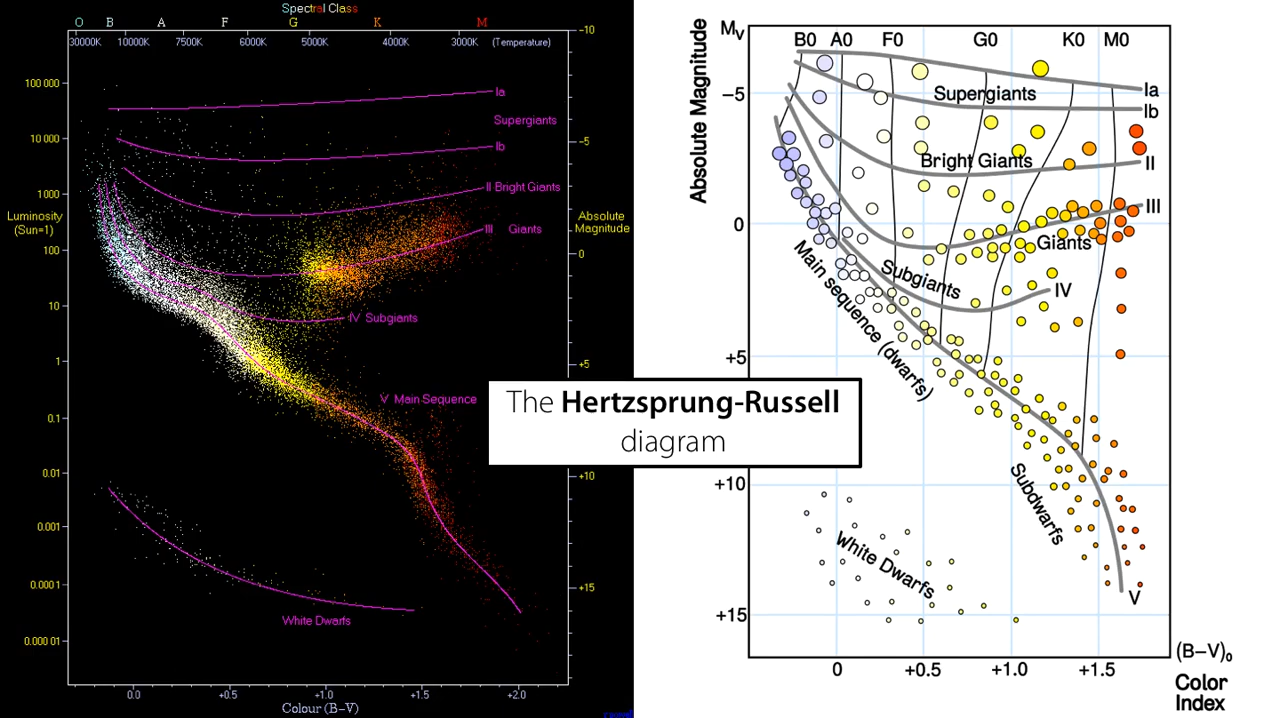 Spectral Class
O B A F G K M
30000K 10000K 7500K 6000K 5000K 4000K 3000K (Temperature)
-10
100 000
Ia
Supergiants
10 000
-5
Ib
II Bright Giants
1000
Luminosity
(Sun=1)
Absolute
Magnitude
III Giants
100
0
10
IV Subgiants
1
+5
V Main Sequence
0.1
0.01
+10
0.001
0.0001
+15
White Dwarfs
0.000 01
0.0 +0.5 +1.0 +1.5 +2.0
Colour (B-V)
The Hertzsprung-Russell
diagram
Mv
B0 A0 F0 G0 K0 M0
Absolute Magnitude
Ia
−5
Supergiants
Ib
Bright Giants
II
III
0
Giants
Subgiants
IV
Main sequence (dwarfs)
+5
Subdwarfs
+10
White Dwarfs
V
+15
0 +0.5 +1.0 +1.5
(B−V)₀
Color
Index